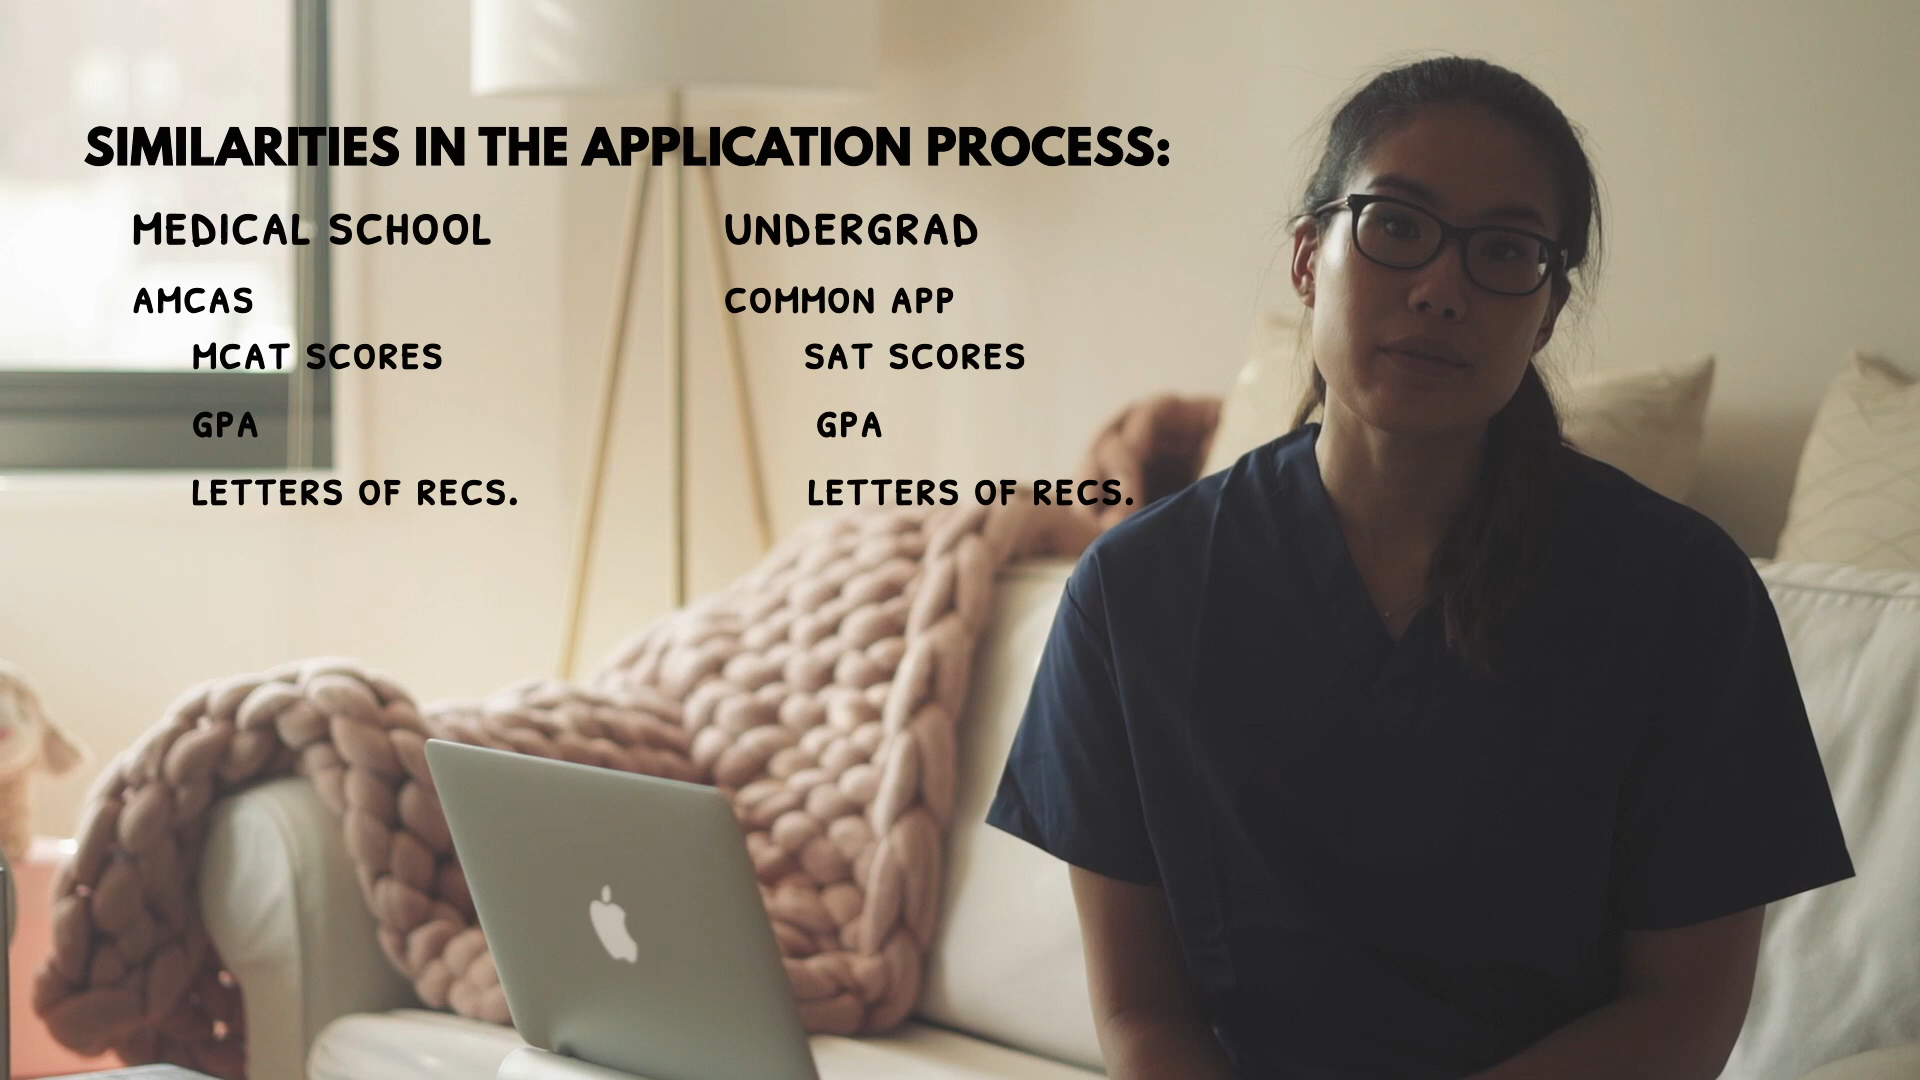 SIMILARITIES IN THE APPLICATION PROCESS:
MEDICAL SCHOOL
AMCAS
MCAT SCORES
GPA
LETTERS OF RECS.
UNDERGRAD
COMMON APP
SAT SCORES
GPA
LETTERS OF RECS.